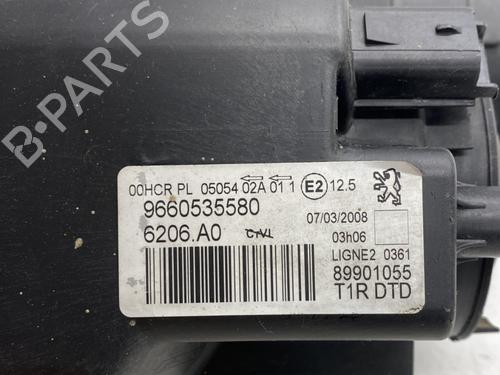 B-PARTS
00HCR PL 05054 02A 01 1 E2 12.5
9660535580 07/03/2008
6206.A0 CTVL 03h06
LIGNE2 0361
89901055
T1R DTD